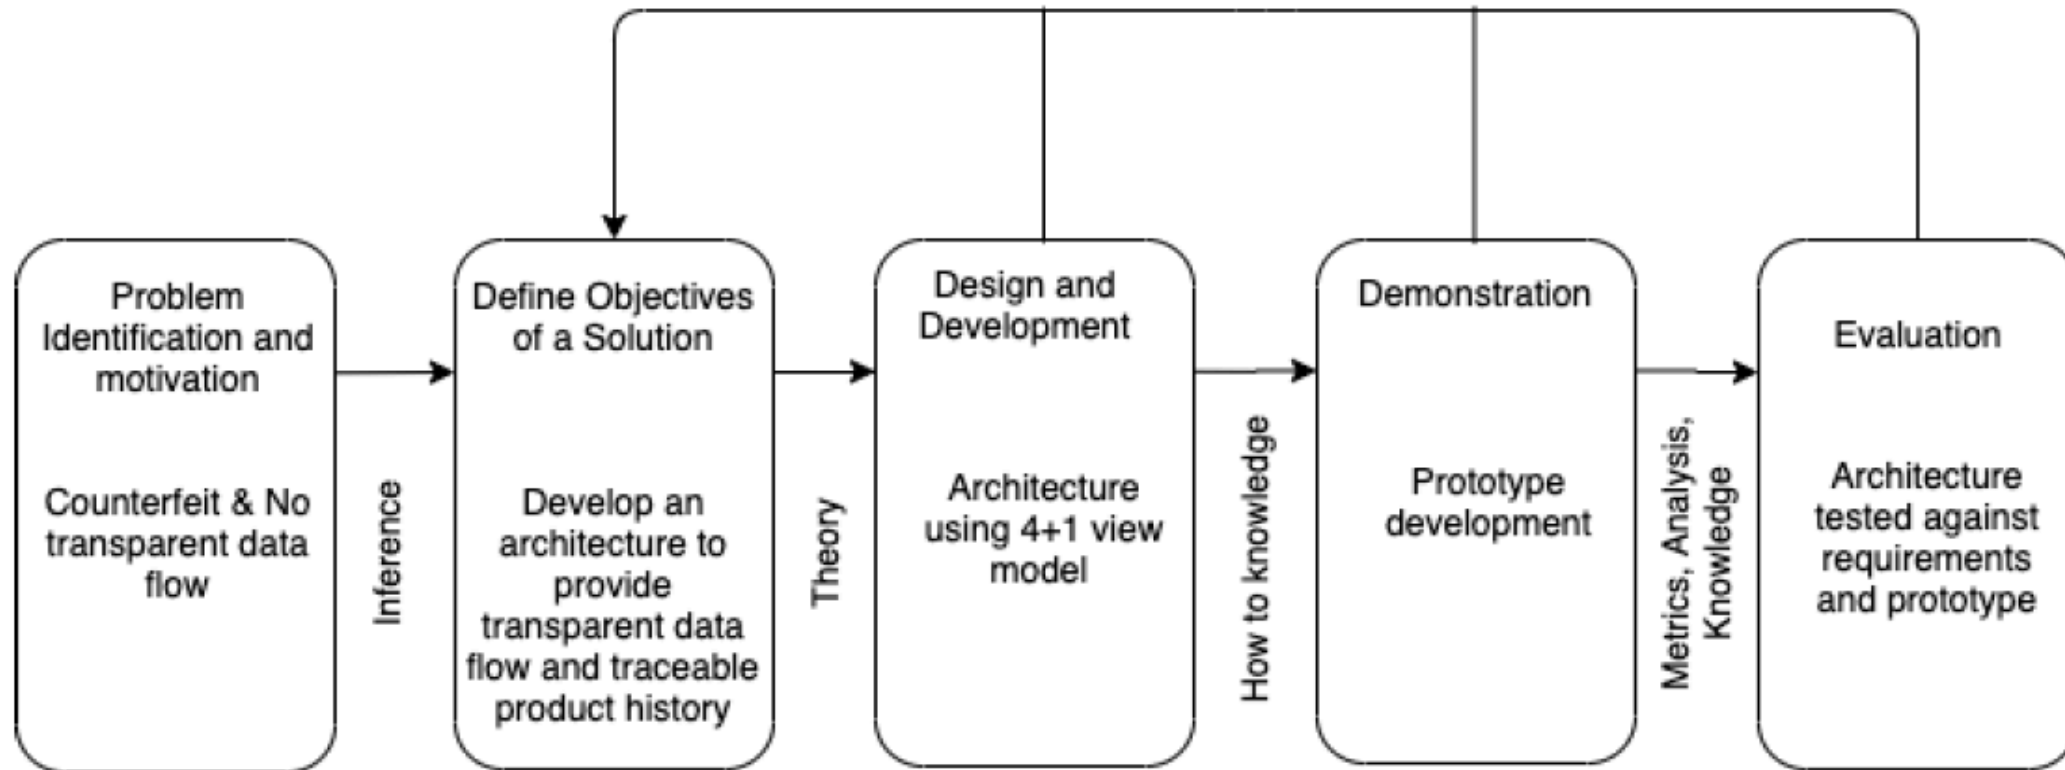 Problem
Identification and
motivation
Counterfeit & No
transparent data
flow
Inference
Define Objectives
of a Solution
Develop an
architecture to
provide
transparent data
flow and traceable
product history
Theory
Design and
Development
Architecture
using 4+1 view
model
How to knowledge
Demonstration
Prototype
development
Metrics, Analysis,
Knowledge
Evaluation
Architecture
tested against
requirements
and prototype